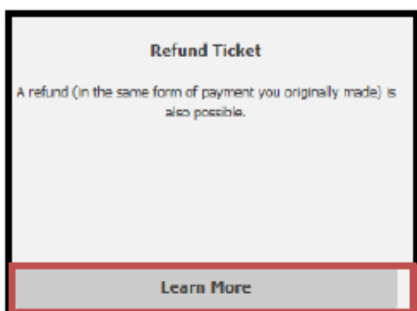 Refund Ticket
A refund (in the same form of payment you originally made) is
also possible.
Learn More